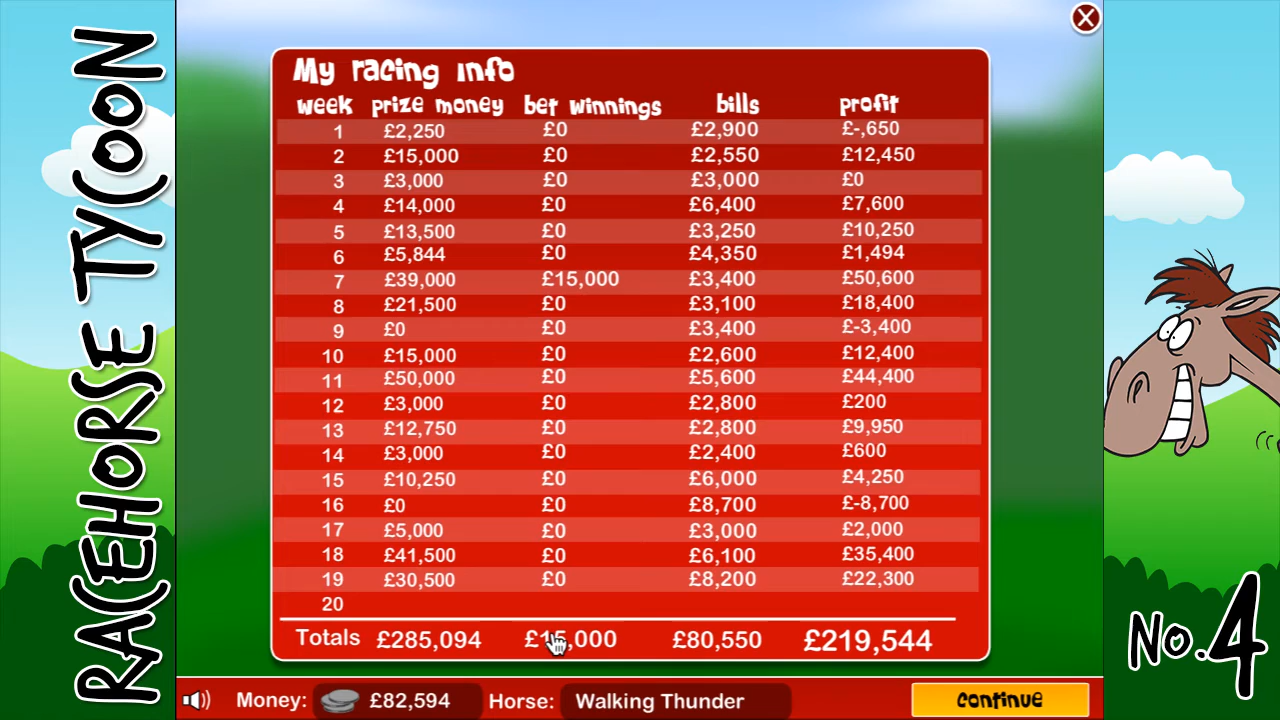 RACEHORSE TYCOON
My racing info
week prize money bet winnings bills profit
1 £2,250 £0 £2,900 £-,650
2 £15,000 £0 £2,550 £12,450
3 £3,000 £0 £3,000 £0
4 £14,000 £0 £6,400 £7,600
5 £13,500 £0 £3,250 £10,250
6 £5,844 £0 £4,350 £1,494
7 £39,000 £15,000 £3,400 £50,600
8 £21,500 £0 £3,100 £18,400
9 £0 £0 £3,400 £-3,400
10 £15,000 £0 £2,600 £12,400
11 £50,000 £0 £5,600 £44,400
12 £3,000 £0 £2,800 £200
13 £12,750 £0 £2,800 £9,950
14 £3,000 £0 £2,400 £600
15 £10,250 £0 £6,000 £4,250
16 £0 £0 £8,700 £-8,700
17 £5,000 £0 £3,000 £2,000
18 £41,500 £0 £6,100 £35,400
19 £30,500 £0 £8,200 £22,300
20
Totals £285,094 £15,000 £80,550 £219,544
Money: £82,594 Horse: Walking Thunder continue
No.4